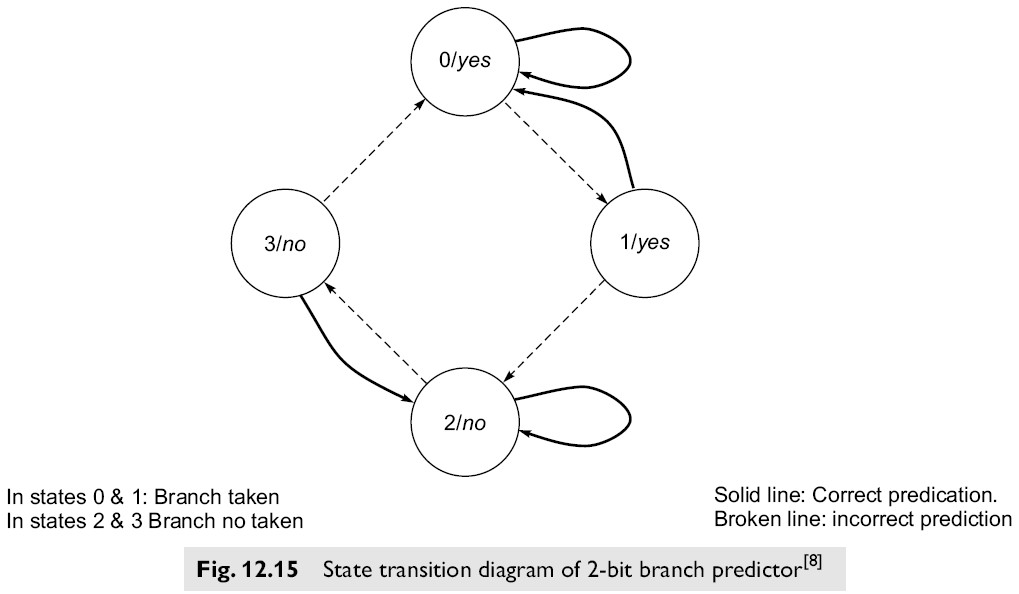 0/yes
3/no
1/yes
2/no
In states 0 & 1: Branch taken
In states 2 & 3 Branch no taken
Solid line: Correct predication.
Broken line: incorrect prediction
Fig. 12.15 State transition diagram of 2-bit branch predictor[8]